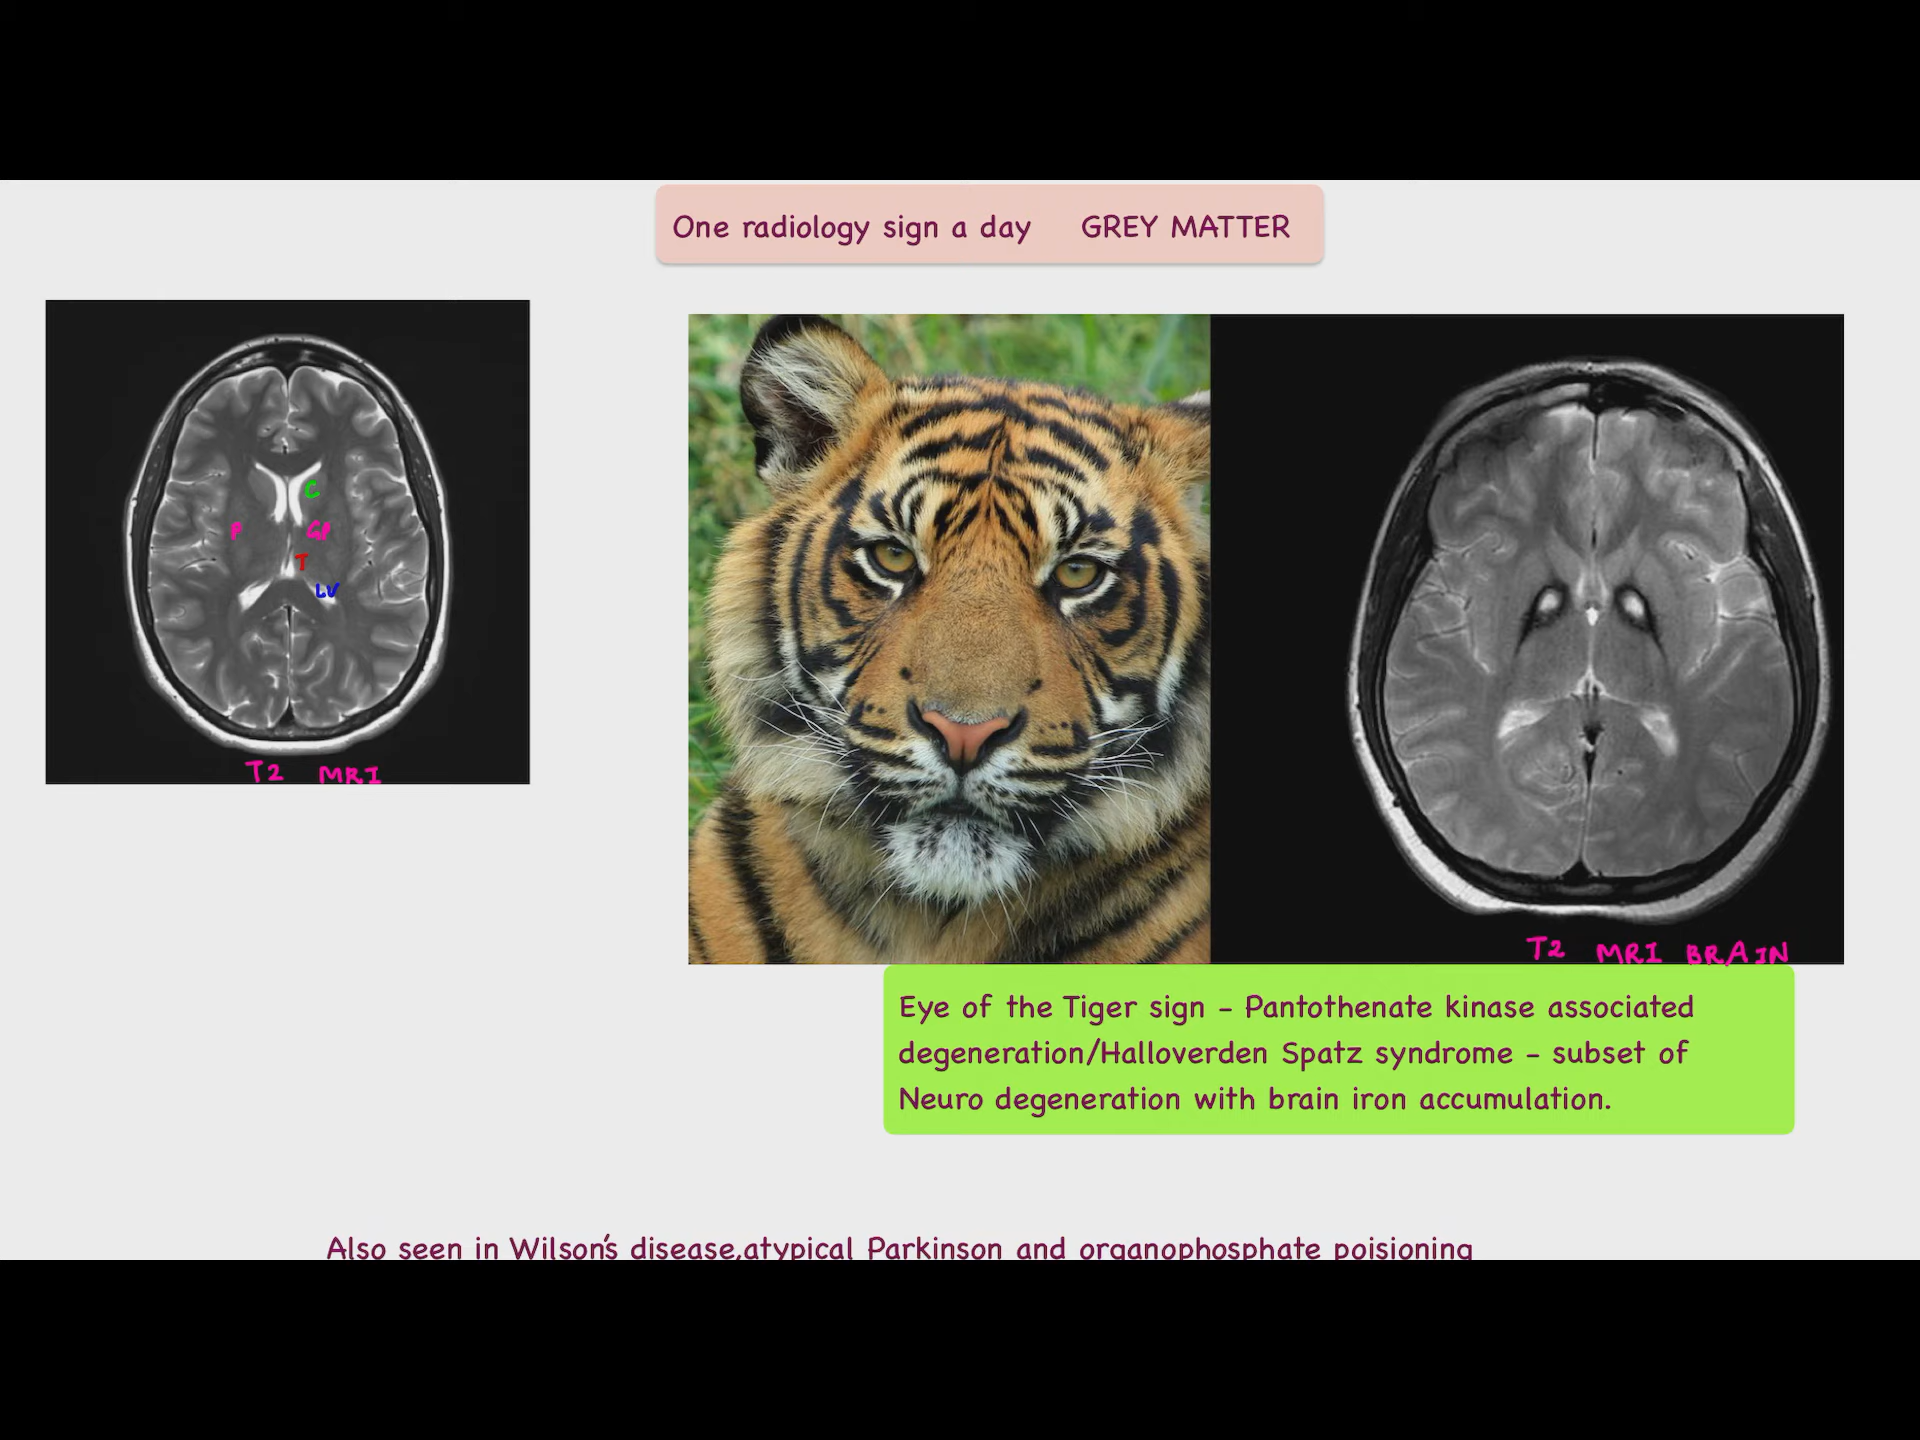 One radiology sign a day GREY MATTER
C
P GP
T
LV
T2 MRI
T2 MRI BRAIN
Eye of the Tiger sign - Pantothenate kinase associated
degeneration/Halloverden Spatz syndrome - subset of
Neuro degeneration with brain iron accumulation.
Also seen in Wilson's disease,atypical Parkinson and organophosphate poisioning